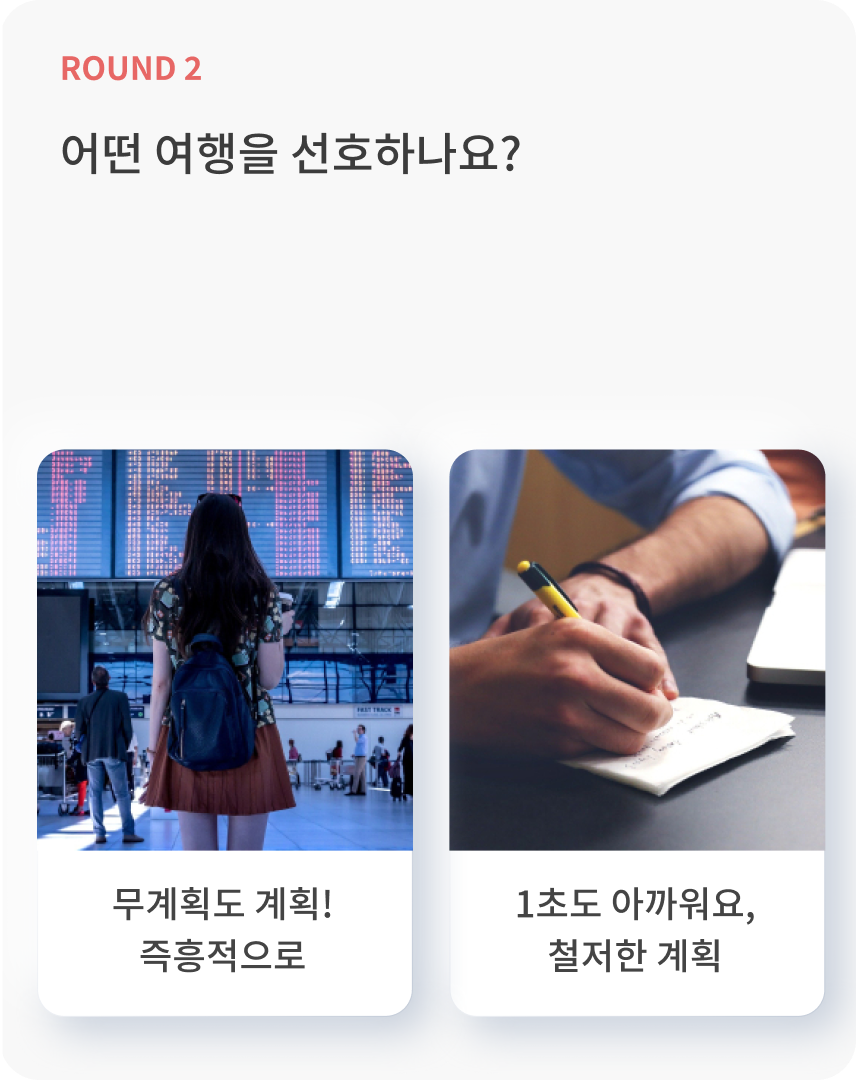 ROUND 2
어떤 여행을 선호하나요?
FAST TRACK
무계획도 계획!
즉흥적으로
1초도 아까워요,
철저한 계획